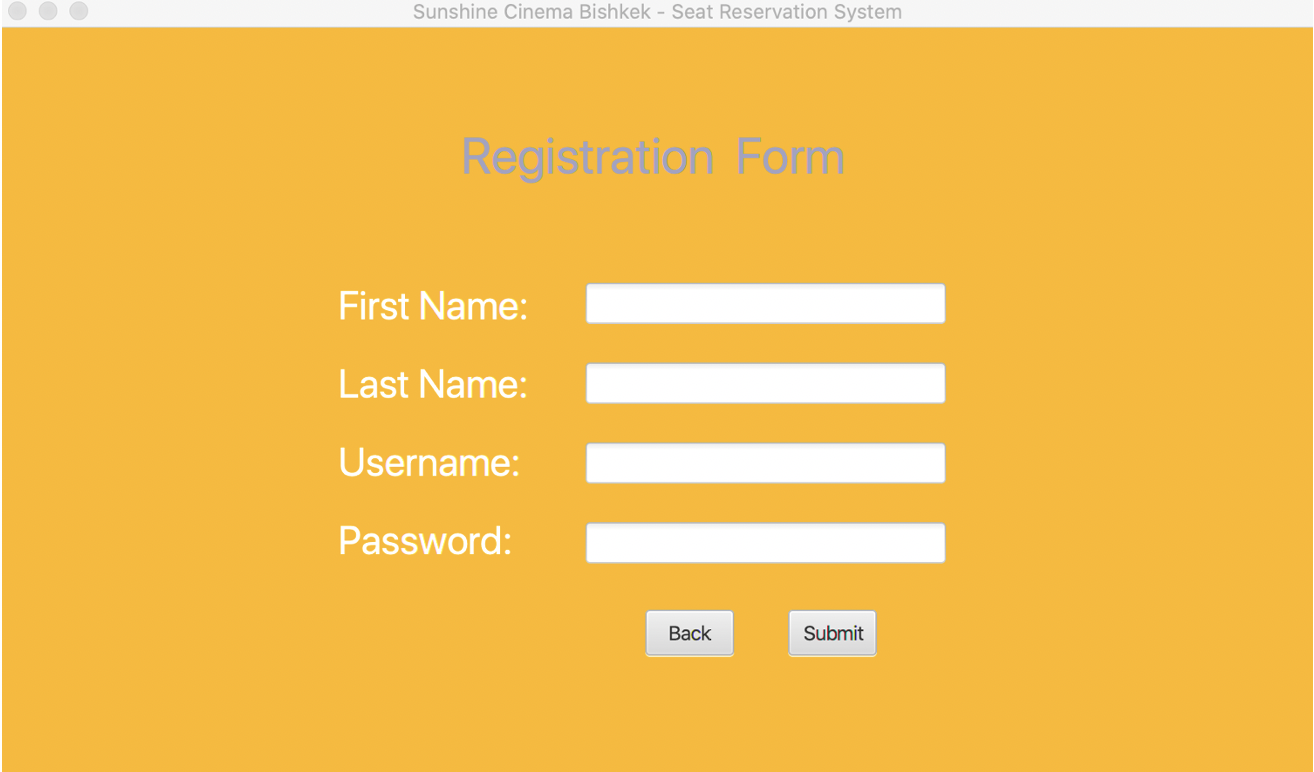 Sunshine Cinema Bishkek - Seat Reservation System
Registration Form
First Name:
Last Name:
Username:
Password:
Back Submit